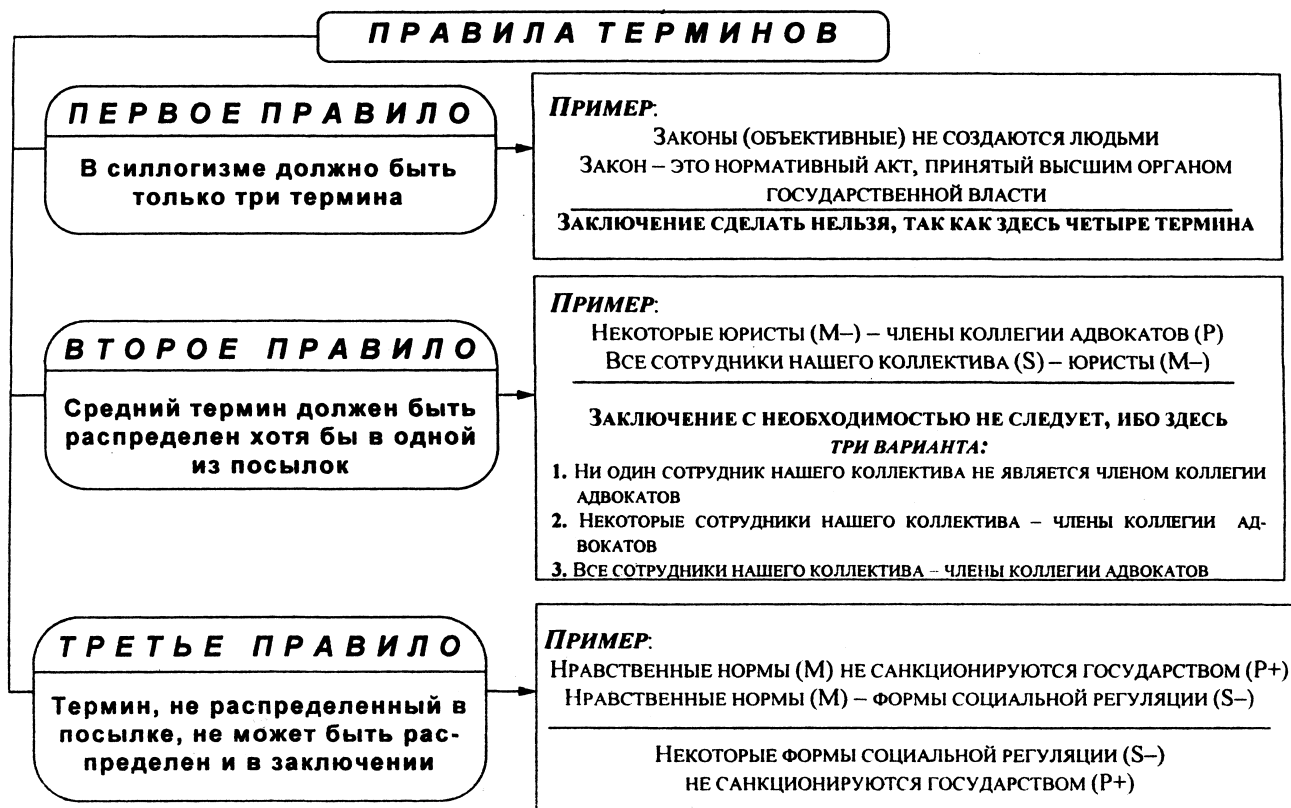 ПРАВИЛА ТЕРМИНОВ
ПЕРВОЕ ПРАВИЛО
В силлогизме должно быть
только три термина
ПРИМЕР:
ЗАКОНЫ (ОБЪЕКТИВНЫЕ) НЕ СОЗДАЮТСЯ ЛЮДЬМИ
ЗАКОН – ЭТО НОРМАТИВНЫЙ АКТ, ПРИНЯТЫЙ ВЫСШИМ ОРГАНОМ
ГОСУДАРСТВЕННОЙ ВЛАСТИ
ЗАКЛЮЧЕНИЕ СДЕЛАТЬ НЕЛЬЗЯ, ТАК КАК ЗДЕСЬ ЧЕТЫРЕ ТЕРМИНА
ВТОРОЕ ПРАВИЛО
Средний термин должен быть
распределен хотя бы в одной
из посылок
ПРИМЕР:
НЕКОТОРЫЕ ЮРИСТЫ (М–) – ЧЛЕНЫ КОЛЛЕГИИ АДВОКАТОВ (Р)
ВСЕ СОТРУДНИКИ НАШЕГО КОЛЛЕКТИВА (S) – ЮРИСТЫ (М–)
ЗАКЛЮЧЕНИЕ С НЕОБХОДИМОСТЬЮ НЕ СЛЕДУЕТ, ИБО ЗДЕСЬ
ТРИ ВАРИАНТА:
1. НИ ОДИН СОТРУДНИК НАШЕГО КОЛЛЕКТИВА НЕ ЯВЛЯЕТСЯ ЧЛЕНОМ КОЛЛЕГИИ
АДВОКАТОВ
2. НЕКОТОРЫЕ СОТРУДНИКИ НАШЕГО КОЛЛЕКТИВА – ЧЛЕНЫ КОЛЛЕГИИ АД-
ВОКАТОВ
3. ВСЕ СОТРУДНИКИ НАШЕГО КОЛЛЕКТИВА – ЧЛЕНЫ КОЛЛЕГИИ АДВОКАТОВ
ТРЕТЬЕ ПРАВИЛО
Термин, не распределенный в
посылке, не может быть рас-
пределен и в заключении
ПРИМЕР:
НРАВСТВЕННЫЕ НОРМЫ (М) НЕ САНКЦИОНИРУЮТСЯ ГОСУДАРСТВОМ (Р+)
НРАВСТВЕННЫЕ НОРМЫ (М) – ФОРМЫ СОЦИАЛЬНОЙ РЕГУЛЯЦИИ (S–)
НЕКОТОРЫЕ ФОРМЫ СОЦИАЛЬНОЙ РЕГУЛЯЦИИ (S–)
НЕ САНКЦИОНИРУЮТСЯ ГОСУДАРСТВОМ (Р+)